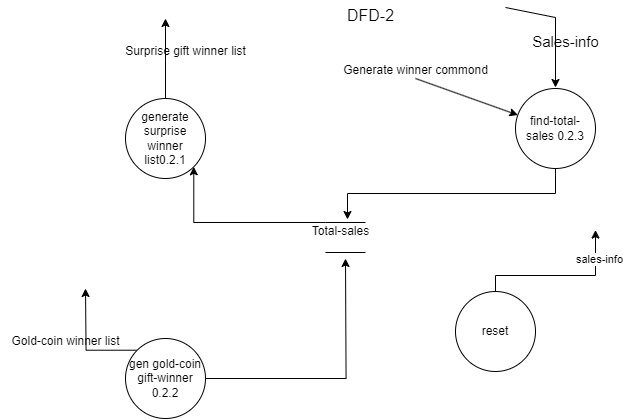 DFD-2
Sales-info
Surprise gift winner list
Generate winner commond
generate
surprise
winner
list0.2.1
find-total-
sales 0.2.3
Total-sales
sales-info
reset
Gold-coin winner list
gen gold-coin
gift-winner
0.2.2